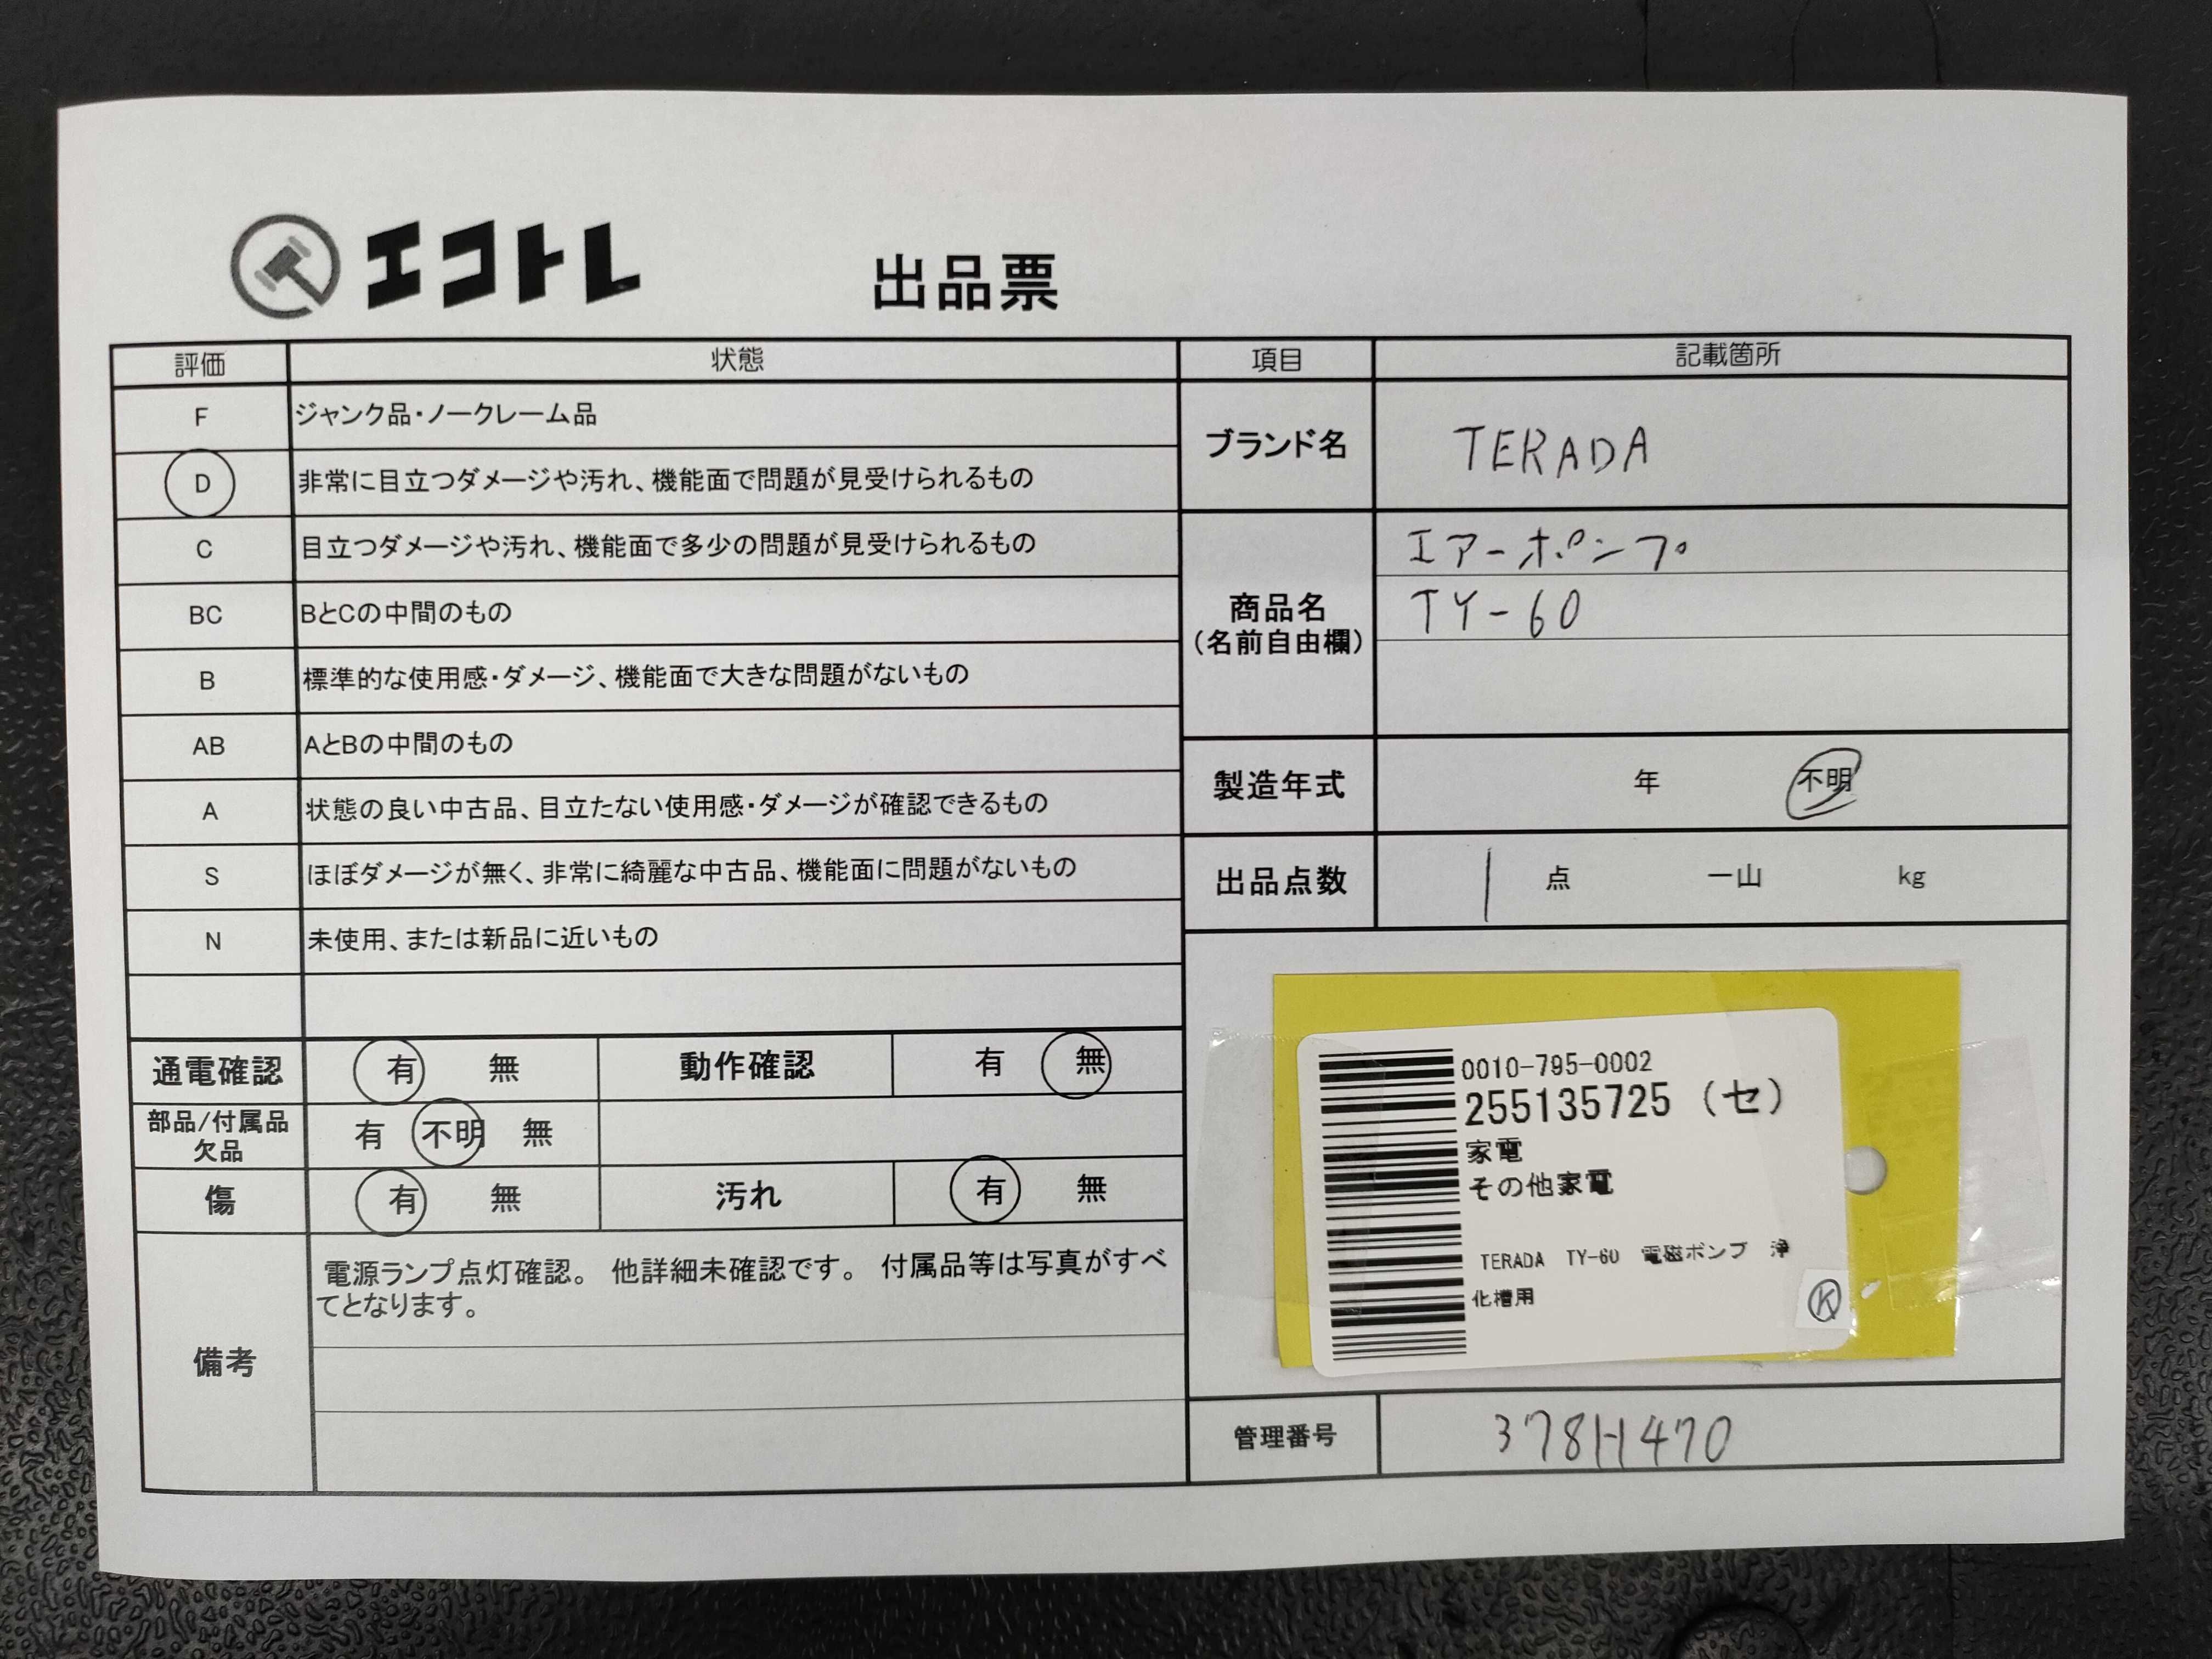 エコトレ
出品票
評価 状態
F ジャンク品・ノークレーム品
D 非常に目立つダメージや汚れ、機能面で問題が見受けられるもの
C 目立つダメージや汚れ、機能面で多少の問題が見受けられるもの
BC BとCの中間のもの
B 標準的な使用感・ダメージ、機能面で大きな問題がないもの
AB AとBの中間のもの
A 状態の良い中古品、目立たない使用感・ダメージが確認できるもの
S ほぼダメージが無く、非常に綺麗な中古品、機能面に問題がないもの
N 未使用、または新品に近いもの
通電確認 有 無 動作確認 有 無
部品/付属品
欠品
有 不明 無
傷 有 無 汚れ 有 無
備考
電源ランプ点灯確認。 他詳細未確認です。 付属品等は写真がすべ
てとなります。
項目 記載箇所
ブランド名 TERADA
商品名
(名前自由欄)
エアーポンプ
TY-60
製造年式 年 不明
出品点数 1 点 一山 kg
0010-795-0002
255135725 (セ)
家電
その他家電
TERADA TY-60 電磁ポンプ 浄
化槽用
K
管理番号 378H470